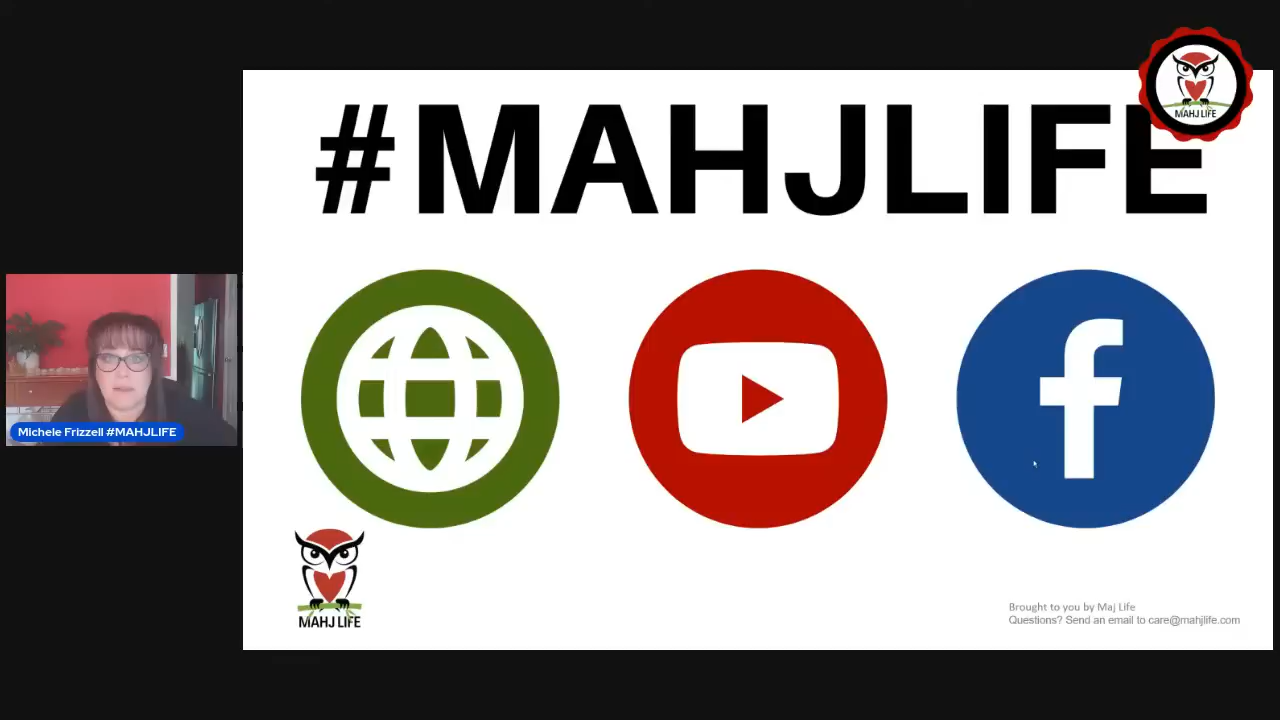 #MAHJLIFE
MAHJ LIFE
Michele Frizzell #MAHJLIFE
MAHJ LIFE
Brought to you by Maj Life
Questions? Send an email to care@mahjlife.com